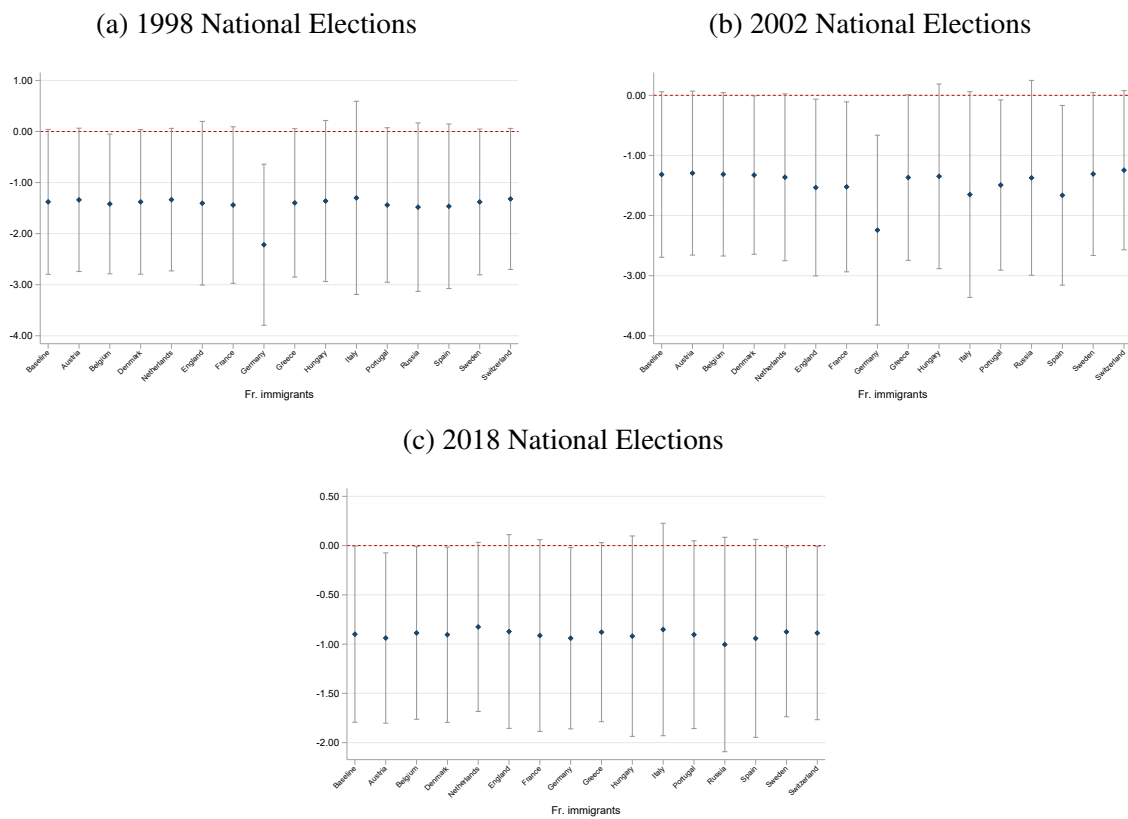 (a) 1998 National Elections
1.00
0.00
-1.00
-2.00
-3.00
-4.00
Baseline
Austria
Belgium
Denmark
Netherlands
England
France
Germany
Greece
Hungary
Italy
Portugal
Russia
Spain
Sweden
Switzerland
Fr. immigrants
(b) 2002 National Elections
0.00
-1.00
-2.00
-3.00
-4.00
Baseline
Austria
Belgium
Denmark
Netherlands
England
France
Germany
Greece
Hungary
Italy
Portugal
Russia
Spain
Sweden
Switzerland
Fr. immigrants
(c) 2018 National Elections
0.50
0.00
-0.50
-1.00
-1.50
-2.00
Baseline
Austria
Belgium
Denmark
Netherlands
England
France
Germany
Greece
Hungary
Italy
Portugal
Russia
Spain
Sweden
Switzerland
Fr. immigrants